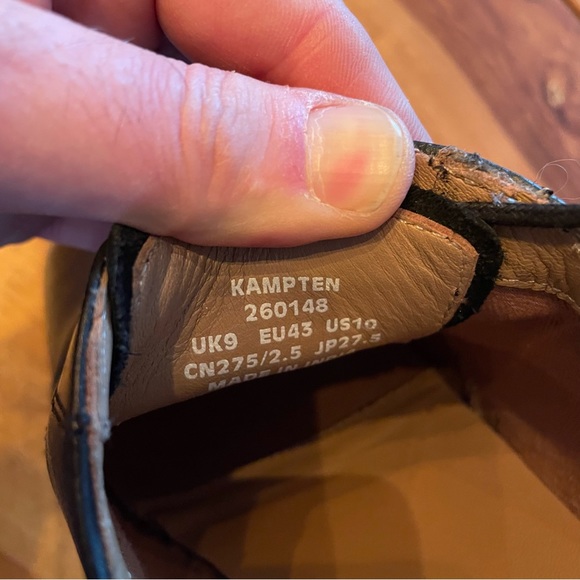 KAMPTEN
260148
UK9 EU43 US10
CN275/2.5 JP27.5
MADE IN